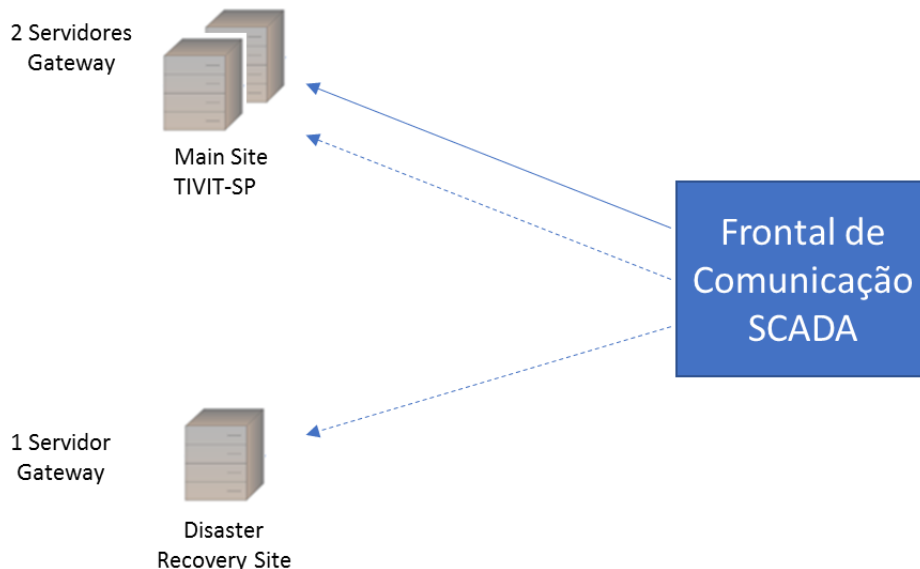 2 Servidores
Gateway
Main Site
TIVIT-SP
Frontal de
Comunicação
SCADA
1 Servidor
Gateway
Disaster
Recovery Site